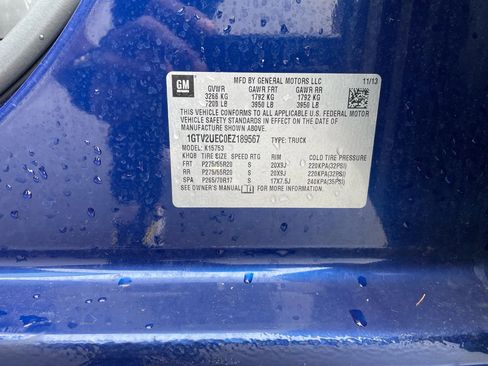 GM
MFD BY GENERAL MOTORS LLC 11/13
GVWR GAWR FRT GAWR RR
3266 KG 1792 KG 1792 KG
7200 LB 3950 LB 3950 LB
THIS VEHICLE CONFORMS TO ALL APPLICABLE U.S. FEDERAL MOTOR
VEHICLE SAFETY STANDARDS IN EFFECT ON THE DATE OF
MANUFACTURE SHOWN ABOVE.
1GTV2UEC0EZ189567 TYPE: TRUCK
MODEL: K15753
KHQB TIRE SIZE SPEED RTG RIM COLD TIRE PRESSURE
FRT P275/55R20 S 20X9J 220KPA(32PSI)
RR P275/55R20 S 20X9J 220KPA(32PSI)
SPA P265/70R17 S 17X7.5J 240KPA(35PSI)
SEE OWNER'S MANUAL FOR MORE INFORMATION.